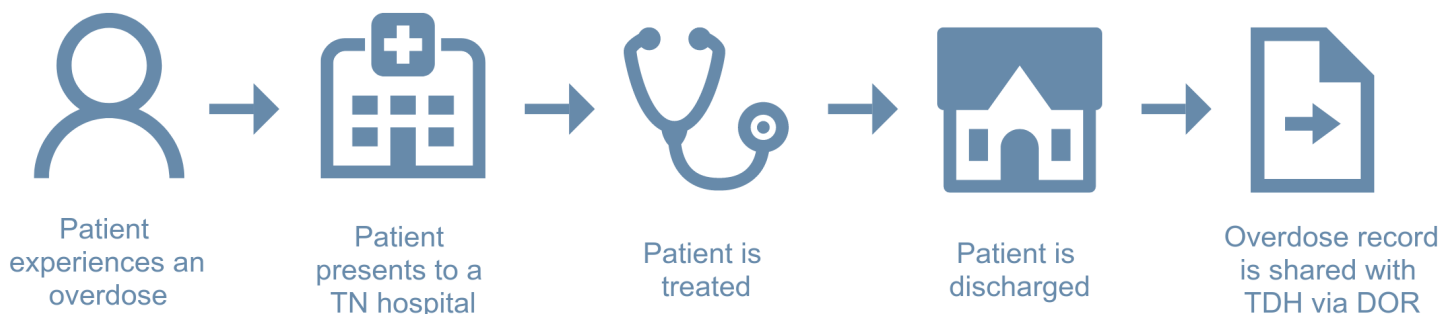 Patient
experiences an
overdose
Patient
presents to a
TN hospital
Patient is
treated
Patient is
discharged
Overdose record
is shared with
TDH via DOR